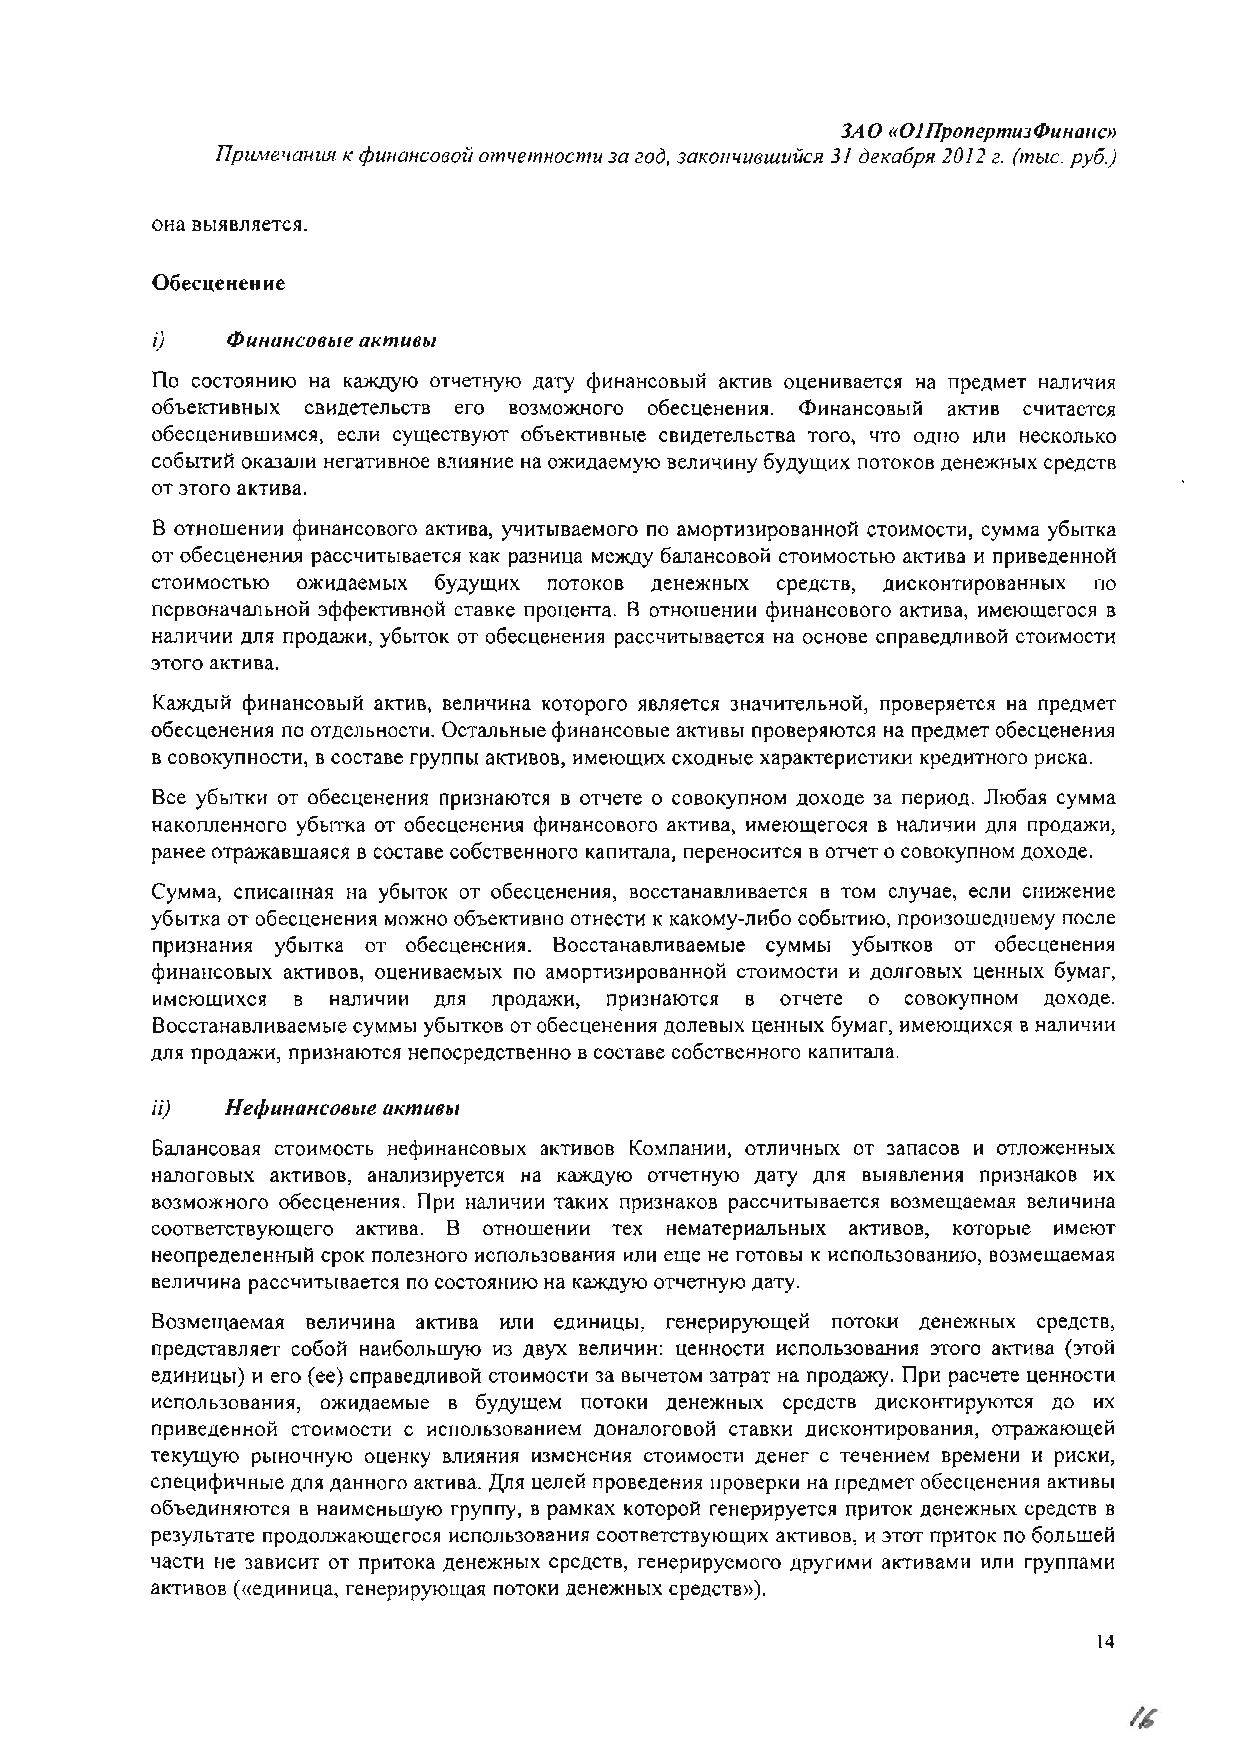 ЗАО «О1ПропертизФинанс»
Примечания к финансовой отчетности за год, закончившийся 31 декабря 2012 г. (тыс. руб.)
она выявляется.
Обесценение
i) Финансовые активы
По состоянию на каждую отчетную дату финансовый актив оценивается на предмет наличия
объективных свидетельств его возможного обесценения. Финансовый актив считается
обесценившимся, если существуют объективные свидетельства того, что одно или несколько
событий оказали негативное влияние на ожидаемую величину будущих потоков денежных средств
от этого актива.
В отношении финансового актива, учитываемого по амортизированной стоимости, сумма убытка
от обесценения рассчитывается как разница между балансовой стоимостью актива и приведенной
стоимостью ожидаемых будущих потоков денежных средств, дисконтированных по
первоначальной эффективной ставке процента. В отношении финансового актива, имеющегося в
наличии для продажи, убыток от обесценения рассчитывается на основе справедливой стоимости
этого актива.
Каждый финансовый актив, величина которого является значительной, проверяется на предмет
обесценения по отдельности. Остальные финансовые активы проверяются на предмет обесценения
в совокупности, в составе группы активов, имеющих сходные характеристики кредитного риска.
Все убытки от обесценения признаются в отчете о совокупном доходе за период. Любая сумма
накопленного убытка от обесценения финансового актива, имеющегося в наличии для продажи,
ранее отражавшаяся в составе собственного капитала, переносится в отчет о совокупном доходе.
Сумма, списанная на убыток от обесценения, восстанавливается в том случае, если снижение
убытка от обесценения можно объективно отнести к какому-либо событию, произошедшему после
признания убытка от обесценения. Восстанавливаемые суммы убытков от обесценения
финансовых активов, оцениваемых по амортизированной стоимости и долговых ценных бумаг,
имеющихся в наличии для продажи, признаются в отчете о совокупном доходе.
Восстанавливаемые суммы убытков от обесценения долевых ценных бумаг, имеющихся в наличии
для продажи, признаются непосредственно в составе собственного капитала.
ii) Нефинансовые активы
Балансовая стоимость нефинансовых активов Компании, отличных от запасов и отложенных
налоговых активов, анализируется на каждую отчетную дату для выявления признаков их
возможного обесценения. При наличии таких признаков рассчитывается возмещаемая величина
соответствующего актива. В отношении тех нематериальных активов, которые имеют
неопределенный срок полезного использования или еще не готовы к использованию, возмещаемая
величина рассчитывается по состоянию на каждую отчетную дату.
Возмещаемая величина актива или единицы, генерирующей потоки денежных средств,
представляет собой наибольшую из двух величин: ценности использования этого актива (этой
единицы) и его (ее) справедливой стоимости за вычетом затрат на продажу. При расчете ценности
использования, ожидаемые в будущем потоки денежных средств дисконтируются до их
приведенной стоимости с использованием доналоговой ставки дисконтирования, отражающей
текущую рыночную оценку влияния изменения стоимости денег с течением времени и риски,
специфичные для данного актива. Для целей проведения проверки на предмет обесценения активы
объединяются в наименьшую группу, в рамках которой генерируется приток денежных средств в
результате продолжающегося использования соответствующих активов, и этот приток по большей
части не зависит от притока денежных средств, генерируемого другими активами или группами
активов («единица, генерирующая потоки денежных средств»).
14
16